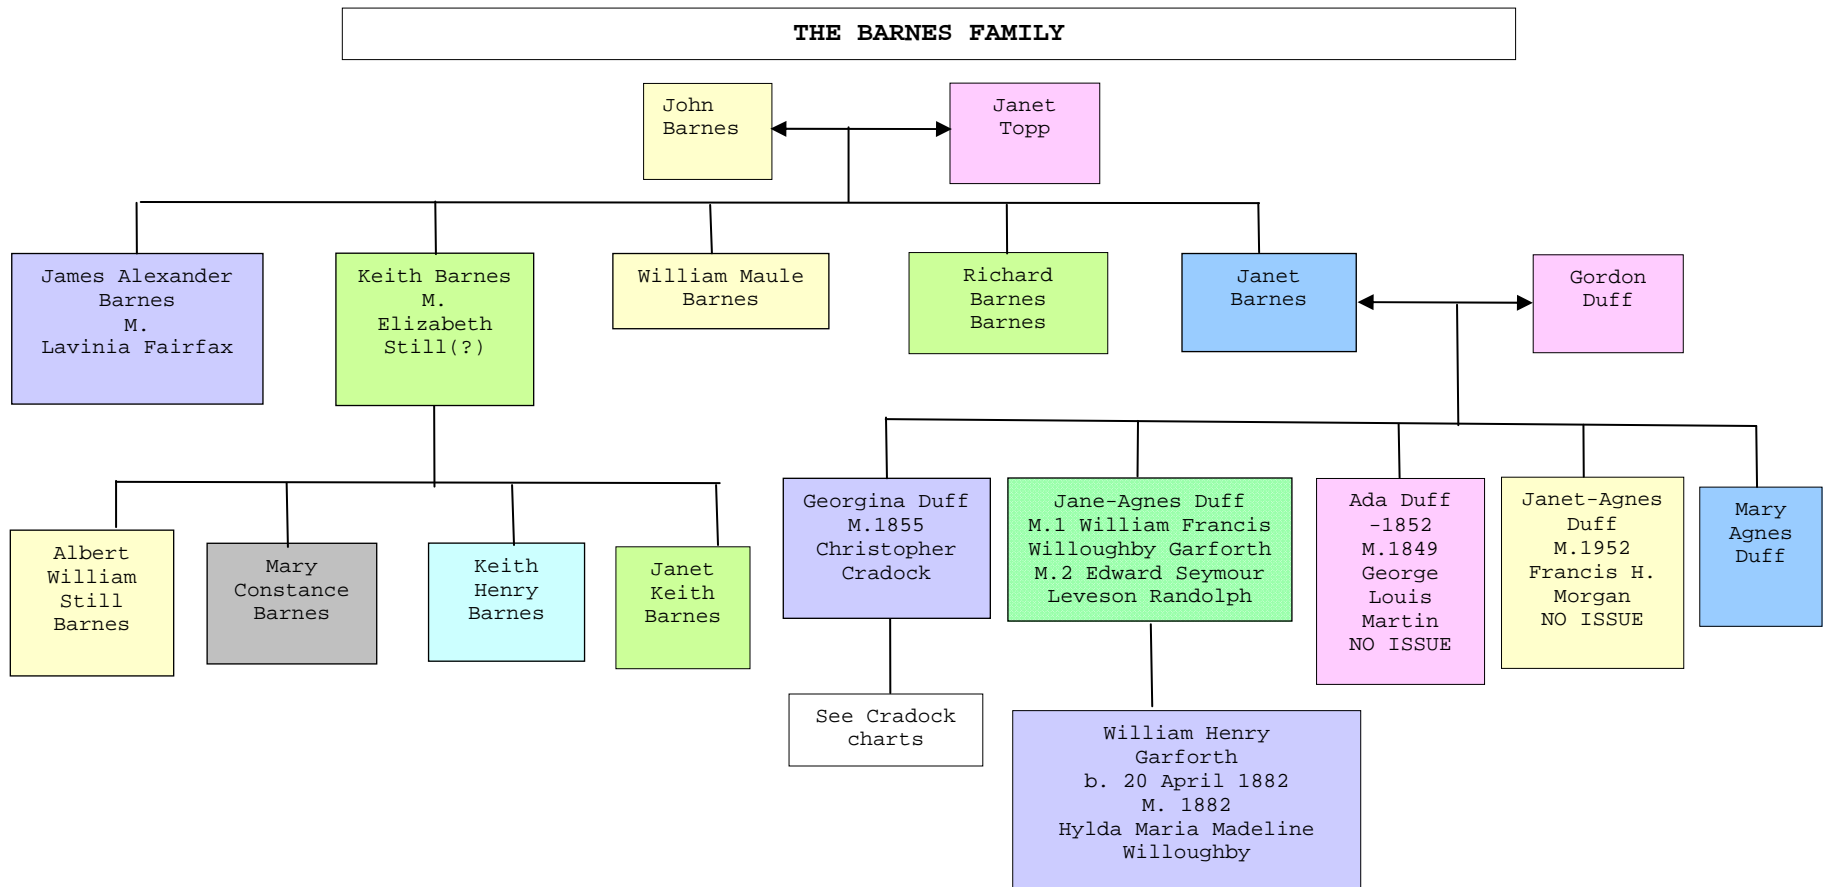 THE BARNES FAMILY
John
Barnes
Janet
Topp
James Alexander
Barnes
M.
Lavinia Fairfax
Keith Barnes
M.
Elizabeth
Still(?)
William Maule
Barnes
Richard
Barnes
Barnes
Janet
Barnes
Gordon
Duff
Albert
William
Still
Barnes
Mary
Constance
Barnes
Keith
Henry
Barnes
Janet
Keith
Barnes
Georgina Duff
M.1855
Christopher
Cradock
Jane-Agnes Duff
M.1 William Francis
Willoughby Garforth
M.2 Edward Seymour
Leveson Randolph
Ada Duff
-1852
M.1849
George
Louis
Martin
NO ISSUE
Janet-Agnes
Duff
M.1952
Francis H.
Morgan
NO ISSUE
Mary
Agnes
Duff
See Cradock
charts
William Henry
Garforth
b. 20 April 1882
M. 1882
Hylda Maria Madeline
Willoughby